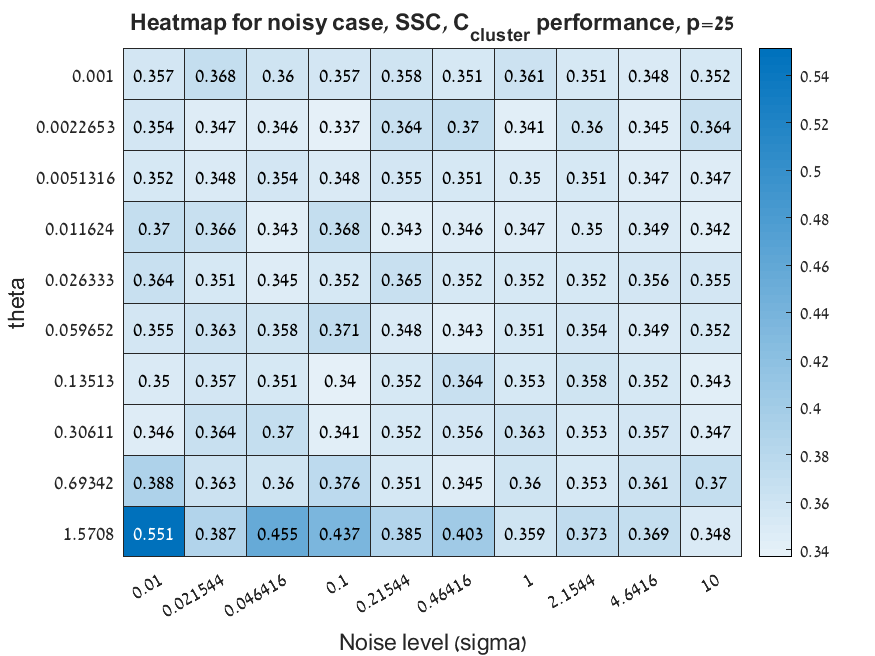 Heatmap for noisy case, SSC, C_cluster performance, p=25
0.001 0.357 0.368 0.36 0.357 0.358 0.351 0.361 0.351 0.348 0.352
0.0022653 0.354 0.347 0.346 0.337 0.364 0.37 0.341 0.36 0.345 0.364
0.0051316 0.352 0.348 0.354 0.348 0.355 0.351 0.35 0.351 0.347 0.347
0.011624 0.37 0.366 0.343 0.368 0.343 0.346 0.347 0.35 0.349 0.342
0.026333 0.364 0.351 0.345 0.352 0.365 0.352 0.352 0.352 0.356 0.355
0.059652 0.355 0.363 0.358 0.371 0.348 0.343 0.351 0.354 0.349 0.352
0.13513 0.35 0.357 0.351 0.34 0.352 0.364 0.353 0.358 0.352 0.343
0.30611 0.346 0.364 0.37 0.341 0.352 0.356 0.363 0.353 0.357 0.347
0.69342 0.388 0.363 0.36 0.376 0.351 0.345 0.36 0.353 0.361 0.37
1.5708 0.551 0.387 0.455 0.437 0.385 0.403 0.359 0.373 0.369 0.348
theta
0.01 0.021544 0.046416 0.1 0.21544 0.46416 1 2.1544 4.6416 10
Noise level (sigma)
0.54
0.52
0.5
0.48
0.46
0.44
0.42
0.4
0.38
0.36
0.34